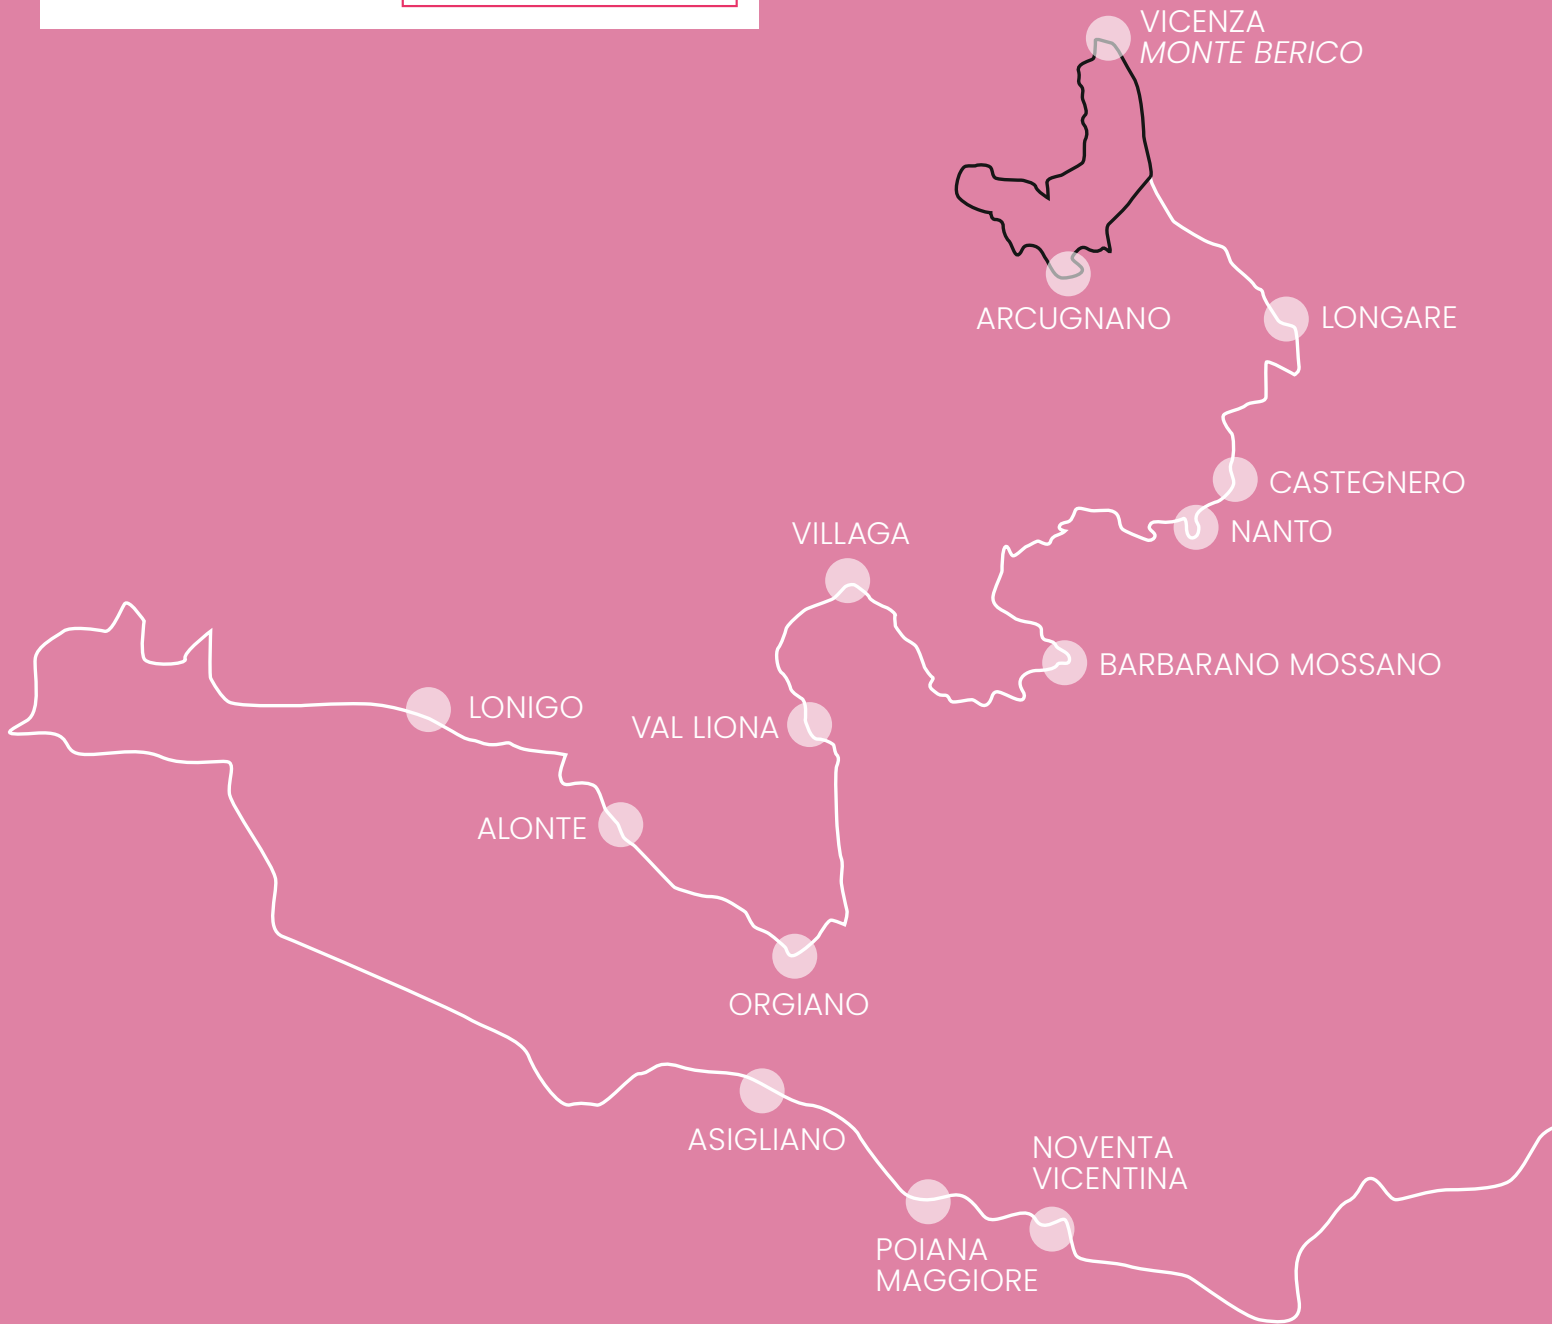 VICENZA
MONTE BERICO
ARCUGNANO
LONGARE
CASTEGNERO
NANTO
VILLAGA
BARBARANO MOSSANO
LONIGO
VAL LIONA
ALONTE
ORGIANO
ASIGLIANO
NOVENTA
VICENTINA
POIANA
MAGGIORE